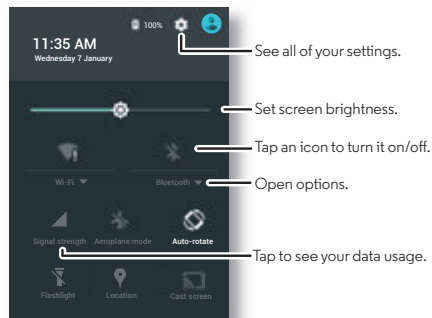 100%
11:35 AM
Wednesday 7 January
See all of your settings.
Set screen brightness.
Tap an icon to turn it on/off.
Wi-Fi Bluetooth
Open options.
Signal strength Aeroplane mode Auto-rotate
Tap to see your data usage.
Flashlight Location Cast screen